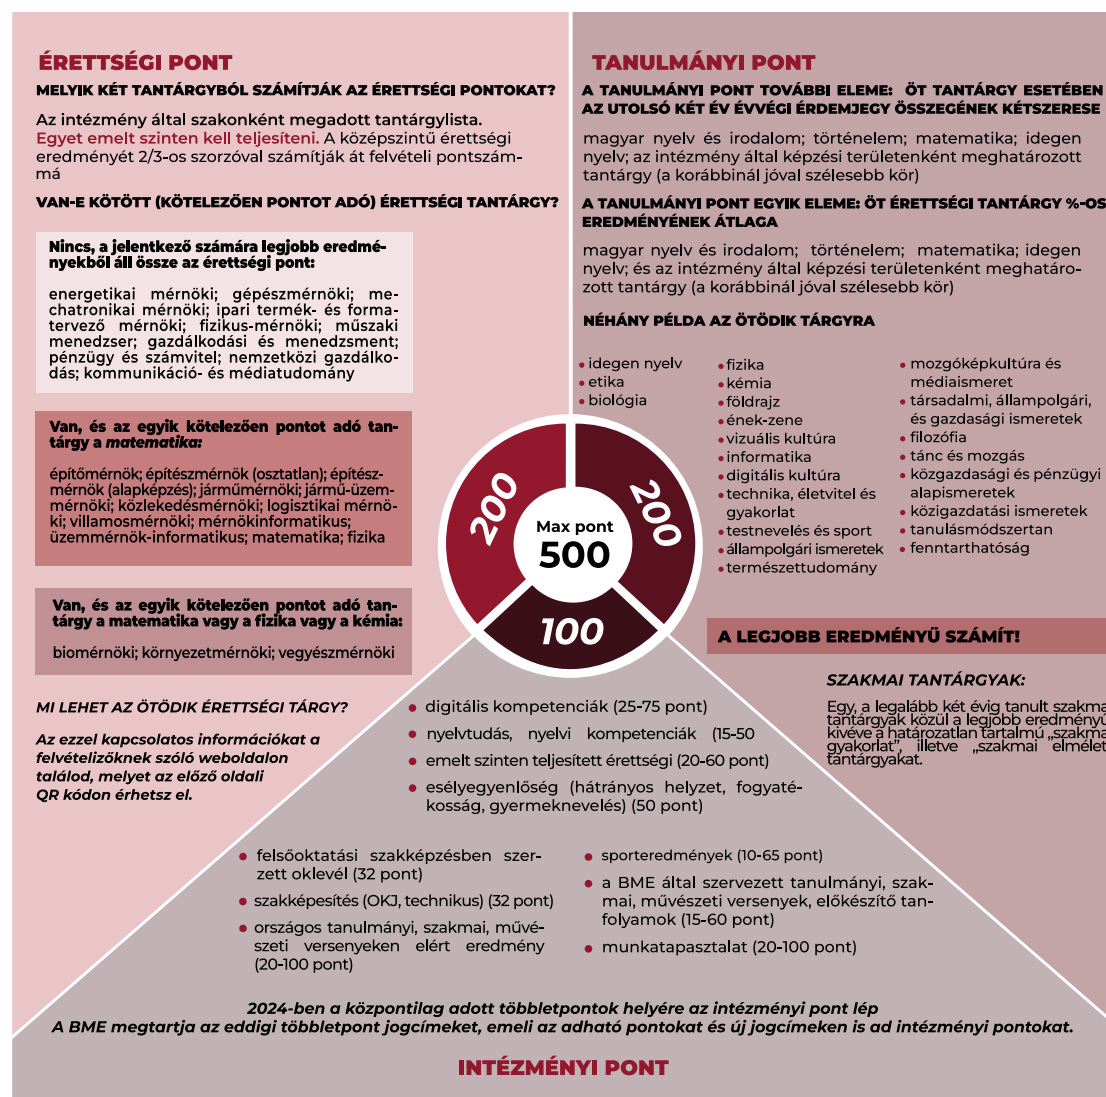 ÉRETTSÉGI PONT
MELYIK KÉT TANTÁRGYBÓL SZÁMÍTJÁK AZ ÉRETTSÉGI PONTOKAT?
Az intézmény által szakonként megadott tantárgylista.
Egyet emelt szinten kell teljesíteni. A középszintű érettségi
eredményét 2/3-os szorzóval számítják át felvételi pontszám-
má
VAN-E KÖTÖTT (KÖTELEZŐEN PONTOT ADÓ) ÉRETTSÉGI TANTÁRGY?
Nincs, a jelentkező számára legjobb eredmé-
nyekből áll össze az érettségi pont:
energetikai mérnöki; gépészmérnöki; me-
chatronikai mérnöki; ipari termék- és forma-
tervező mérnöki; fizikus-mérnöki; műszaki
menedzser; gazdálkodási és menedzsment;
pénzügy és számvitel; nemzetközi gazdálko-
dás; kommunikáció- és médiatudomány
Van, és az egyik kötelezően pontot adó tan-
tárgy a matematika:
építőmérnök; építészmérnök (osztatlan); építész-
mérnök (alapképzés); járműmérnöki; jármű-üzem-
mérnöki; közlekedésmérnöki; logisztikai mérnö-
ki; villamosmérnöki; mérnökinformatikus;
üzemmérnök-informatikus; matematika; fizika
Van, és az egyik kötelezően pontot adó tan-
tárgy a matematika vagy a fizika vagy a kémia:
biomérnöki; környezetmérnöki; vegyészmérnöki
MI LEHET AZ ÖTÖDIK ÉRETTSÉGI TÁRGY?
Az ezzel kapcsolatos információkat a
felvételizőknek szóló weboldalon
találod, melyet az előző oldali
QR kódon érhetsz el.
TANULMÁNYI PONT
A TANULMÁNYI PONT TOVÁBBI ELEME: ÖT TANTÁRGY ESETÉBEN
AZ UTOLSÓ KÉT ÉV ÉVVÉGI ÉRDEMJEGY ÖSSZEGÉNEK KÉTSZERESE
magyar nyelv és irodalom; történelem; matematika; idegen
nyelv; az intézmény által képzési területenként meghatározott
tantárgy (a korábbinál jóval szélesebb kör)
A TANULMÁNYI PONT EGYIK ELEME: ÖT ÉRETTSÉGI TANTÁRGY %-OS
EREDMÉNYÉNEK ÁTLAGA
magyar nyelv és irodalom; történelem; matematika; idegen
nyelv; és az intézmény által képzési területenként meghatáro-
zott tantárgy (a korábbinál jóval szélesebb kör)
NÉHÁNY PÉLDA AZ ÖTÖDIK TÁRGYRA
• idegen nyelv
• etika
• biológia
• fizika
• kémia
• földrajz
• ének-zene
• vizuális kultúra
• informatika
• digitális kultúra
• technika, életvitel és
gyakorlat
• testnevelés és sport
• állampolgári ismeretek
• természettudomány
• mozgóképkultúra és
médiaismeret
• társadalmi, állampolgári,
és gazdasági ismeretek
• filozófia
• tánc és mozgás
• közgazdasági és pénzügyi
alapismeretek
• közigazdatási ismeretek
• tanulásmódszertan
• fenntarthatóság
200
200
Max pont
500
100
A LEGJOBB EREDMÉNYŰ SZÁMÍT!
SZAKMAI TANTÁRGYAK:
Egy, a legalább két évig tanult szakmai
tantárgyak közül a legjobb eredményű,
kivéve a határozatlan tartalmú „szakmai
gyakorlat”, illetve „szakmai elmélet”
tantárgyakat.
• digitális kompetenciák (25-75 pont)
• nyelvtudás, nyelvi kompetenciák (15-50
• emelt szinten teljesített érettségi (20-60 pont)
• esélyegyenlőség (hátrányos helyzet, fogyaté-
kosság, gyermeknevelés) (50 pont)
• felsőoktatási szakképzésben szer-
zett oklevél (32 pont)
• szakképesítés (OKJ, technikus) (32 pont)
• országos tanulmányi, szakmai, művé-
szeti versenyeken elért eredmény
(20-100 pont)
• sporteredmények (10-65 pont)
• a BME által szervezett tanulmányi, szak-
mai, művészeti versenyek, előkészítő tan-
folyamok (15-60 pont)
• munkatapasztalat (20-100 pont)
2024-ben a központilag adott többletpontok helyére az intézményi pont lép
A BME megtartja az eddigi többletpont jogcímeket, emeli az adható pontokat és új jogcímeken is ad intézményi pontokat.
INTÉZMÉNYI PONT